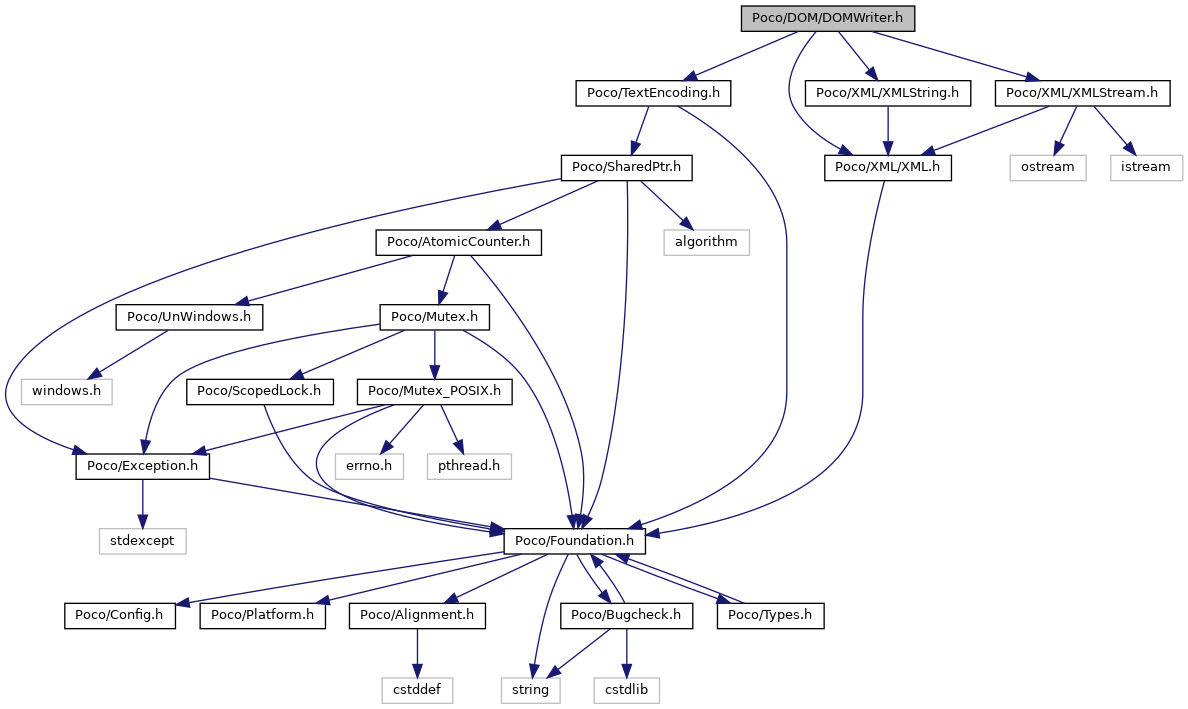 Poco/DOM/DOMWriter.h
Poco/TextEncoding.h
Poco/XML/XMLString.h
Poco/XML/XMLStream.h
Poco/SharedPtr.h
Poco/XML/XML.h
ostream
istream
Poco/AtomicCounter.h
algorithm
Poco/UnWindows.h
Poco/Mutex.h
windows.h
Poco/ScopedLock.h
Poco/Mutex_POSIX.h
Poco/Exception.h
errno.h
pthread.h
stdexcept
Poco/Foundation.h
Poco/Config.h
Poco/Platform.h
Poco/Alignment.h
Poco/Bugcheck.h
Poco/Types.h
cstddef
string
cstdlib